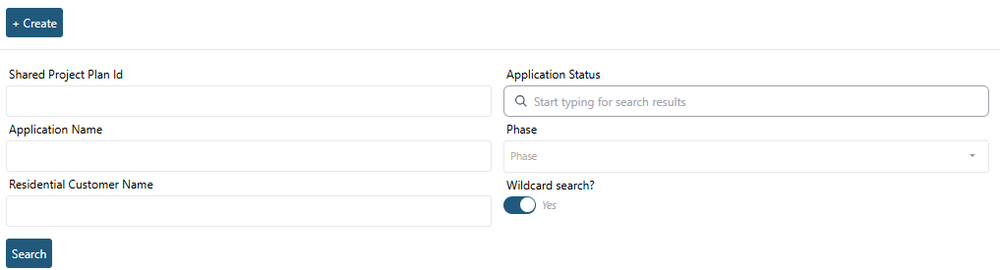 + Create
Shared Project Plan Id
Application Status
Start typing for search results
Application Name
Phase
Phase
Residential Customer Name
Wildcard search?
Yes
Search